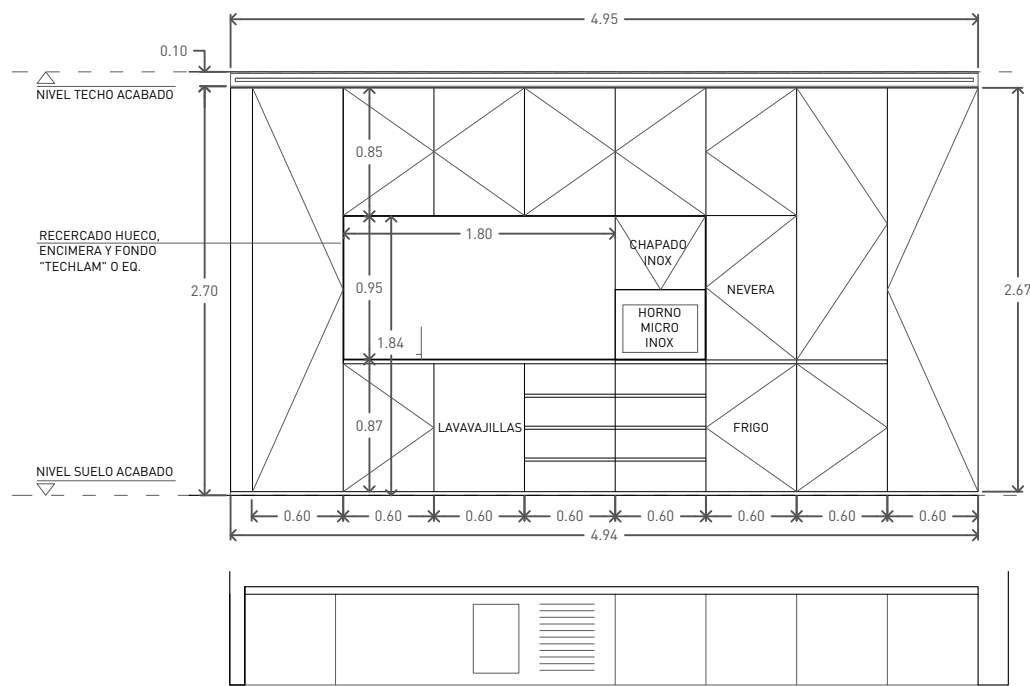 4.95
0.10
NIVEL TECHO ACABADO
0.85
RECERCADO HUECO,
ENCIMERA Y FONDO
"TECHLAM" O EQ.
1.80
CHAPADO
INOX
2.70
0.95
NEVERA
2.67
HORNO
MICRO
INOX
1.84
0.87
LAVAVAJILLAS
FRIGO
NIVEL SUELO ACABADO
0.60 0.60 0.60 0.60 0.60 0.60 0.60 0.60
4.94